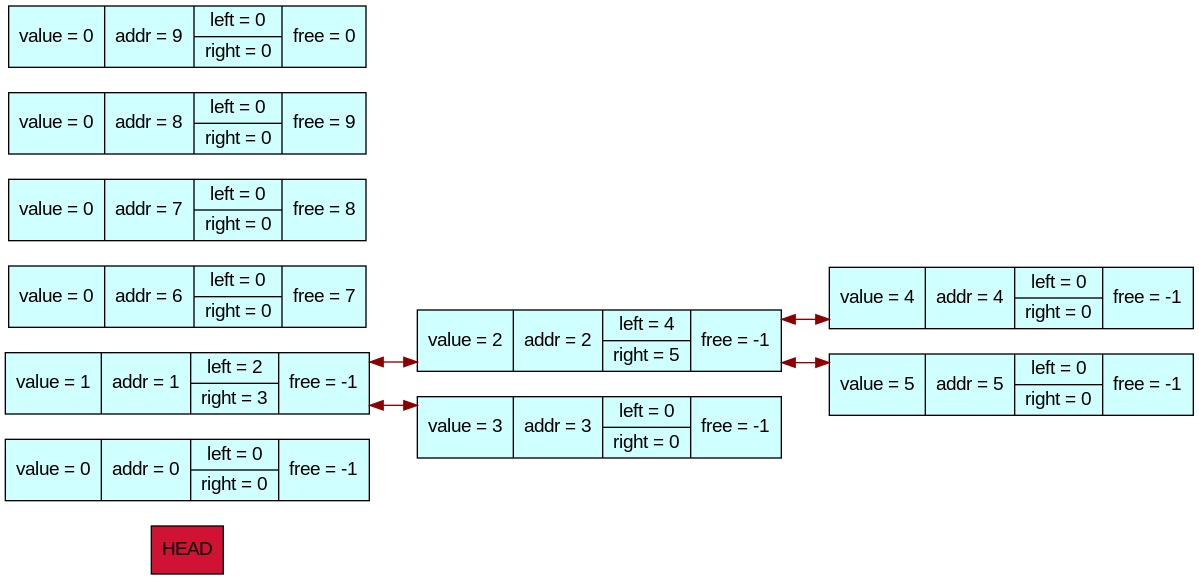 value = 0 addr = 9 left = 0 right = 0 free = 0
value = 0 addr = 8 left = 0 right = 0 free = 9
value = 0 addr = 7 left = 0 right = 0 free = 8
value = 0 addr = 6 left = 0 right = 0 free = 7
value = 1 addr = 1 left = 2 right = 3 free = -1
value = 0 addr = 0 left = 0 right = 0 free = -1
HEAD
value = 2 addr = 2 left = 4 right = 5 free = -1
value = 3 addr = 3 left = 0 right = 0 free = -1
value = 4 addr = 4 left = 0 right = 0 free = -1
value = 5 addr = 5 left = 0 right = 0 free = -1